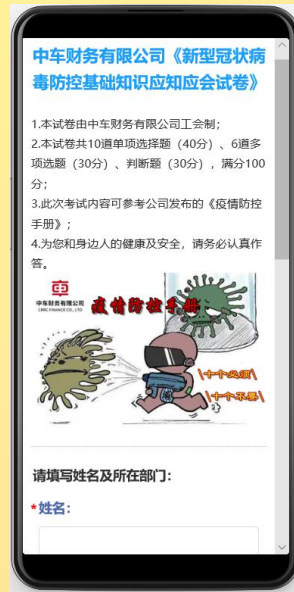 中车财务有限公司《新型冠状病
毒防控基础知识应知应会试卷》
1.本试卷由中车财务有限公司工会制；
2.本试卷共10道单项选择题（40分）、6道多
项选题（30分）、判断题（30分），满分100
分；
3.此次考试内容可参考公司发布的《疫情防控
手册》；
4.为您和身边人的健康及安全，请务必认真作
答。
中车财务有限公司
CRRC FINANCE CO., LTD
疫情防控手册
十个必须
十个不要
请填写姓名及所在部门：
*姓名：